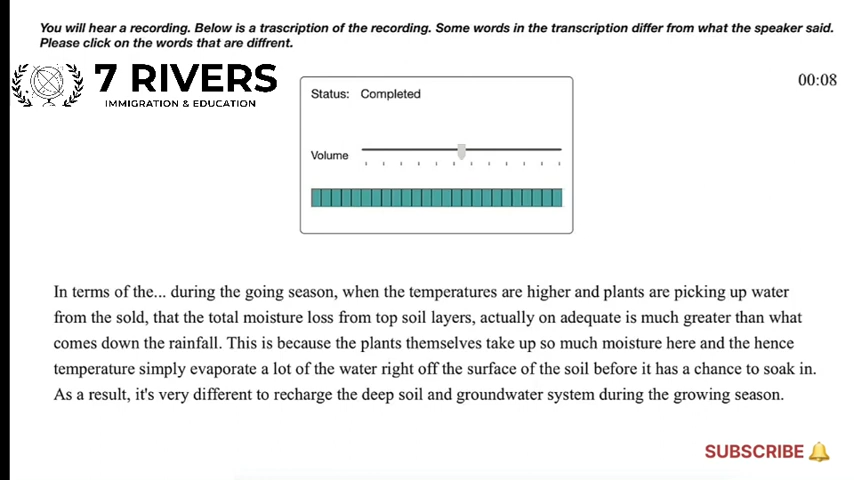 You will hear a recording. Below is a trascription of the recording. Some words in the transcription differ from what the speaker said.
Please click on the words that are diffrent.
7 RIVERS
IMMIGRATION & EDUCATION
00:08
Status: Completed
Volume
In terms of the... during the going season, when the temperatures are higher and plants are picking up water
from the sold, that the total moisture loss from top soil layers, actually on adequate is much greater than what
comes down the rainfall. This is because the plants themselves take up so much moisture here and the hence
temperature simply evaporate a lot of the water right off the surface of the soil before it has a chance to soak in.
As a result, it's very different to recharge the deep soil and groundwater system during the growing season.
SUBSCRIBE